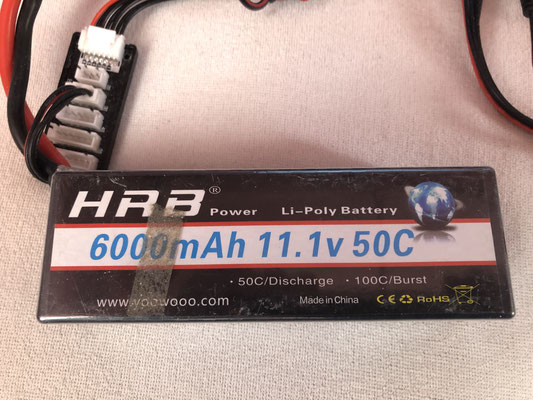 HRB® Power Li-Poly Battery
6000mAh 11.1v 50C
· 50C/Discharge · 100C/Burst
www.voowooo.com Made in China CE RoHS